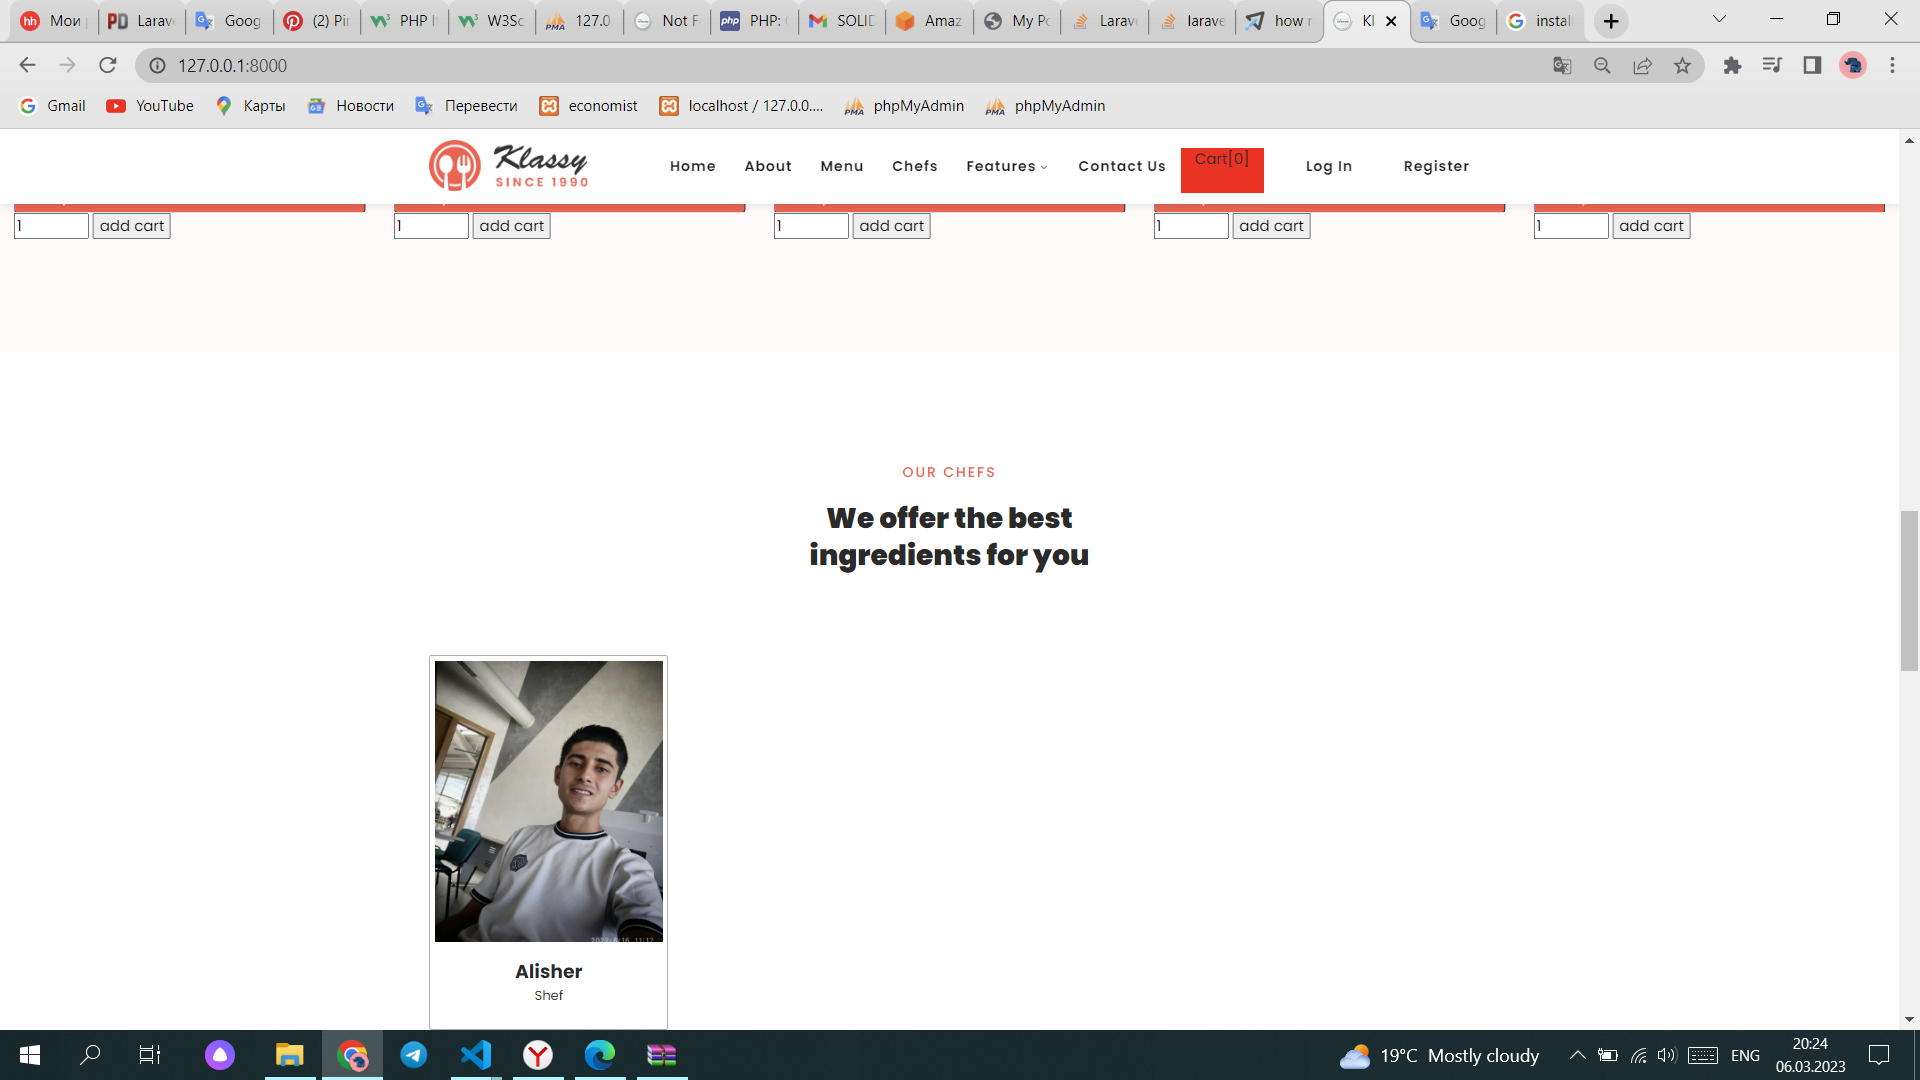 Мои
Larav
Goog
(2) Pi
PHP
W3Sc
127.0.
Not F
PHP:
SOLID
Amaz
My Po
Larav
larave
how r
Kl
Goog
instal
127.0.0.1:8000
Gmail
YouTube
Карты
Новости
Перевести
economist
localhost / 127.0.0....
phpMyAdmin
phpMyAdmin
Klassy
SINCE 1990
Home
About
Menu
Chefs
Features
Contact Us
Cart[0]
Log In
Register
1 add cart
1 add cart
1 add cart
1 add cart
1 add cart
OUR CHEFS
We offer the best
ingredients for you
Alisher
Shef
19°C Mostly cloudy
ENG
20:24
06.03.2023